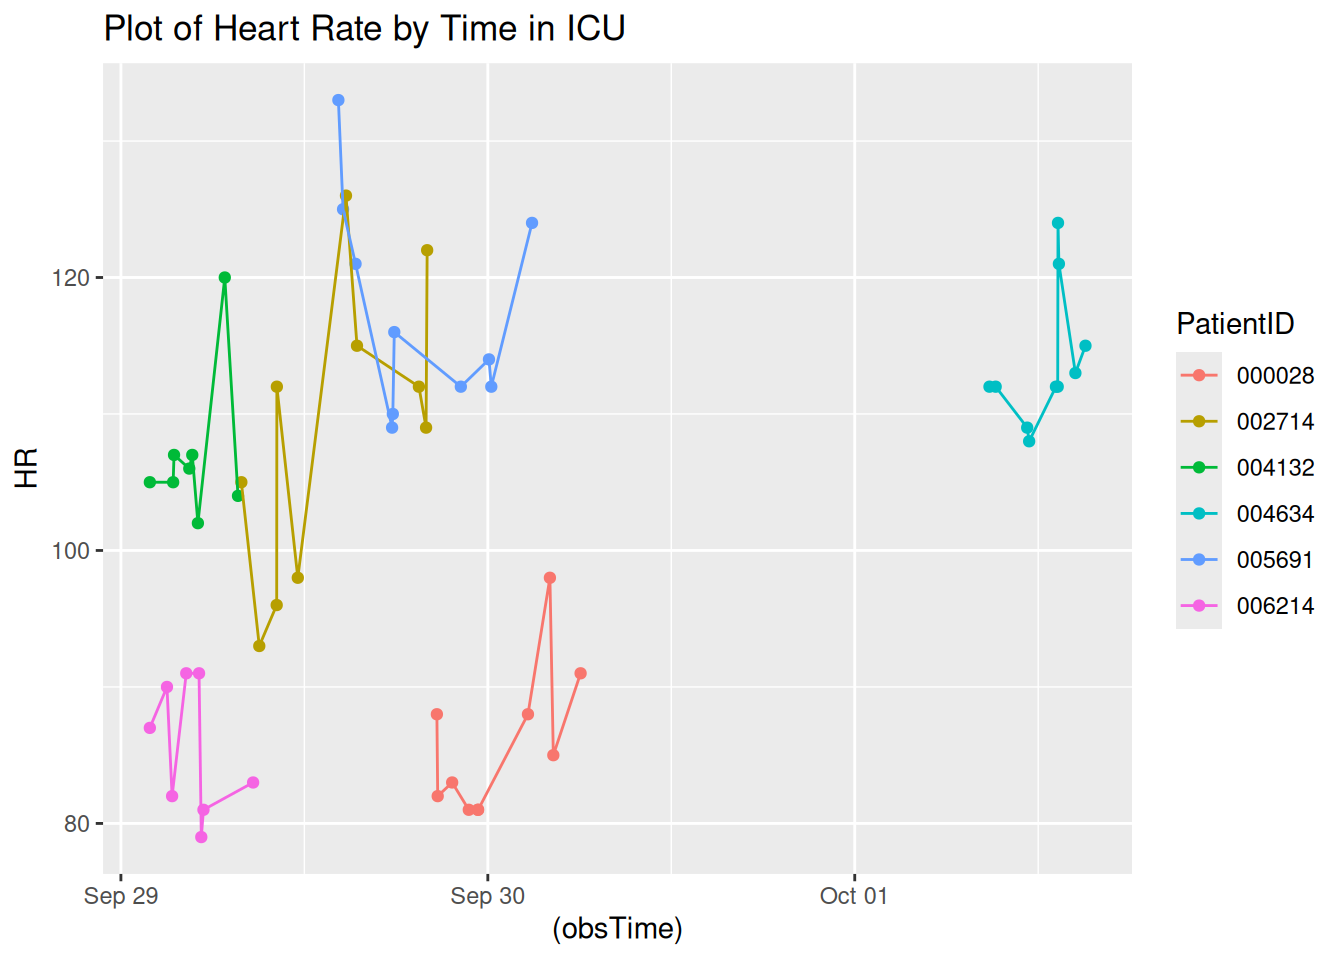 Plot of Heart Rate by Time in ICU
HR
120
100
80
Sep 29
Sep 30
Oct 01
(obsTime)
PatientID
000028
002714
004132
004634
005691
006214